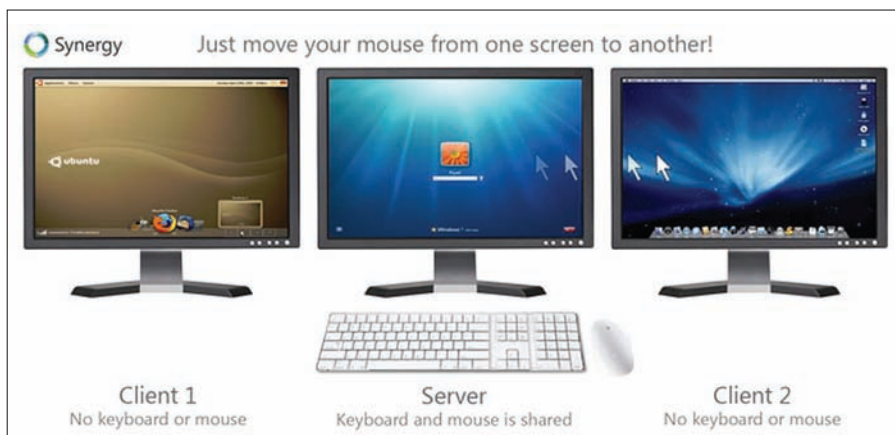 Synergy
Just move your mouse from one screen to another!
ubuntu
Client 1
No keyboard or mouse
Server
Keyboard and mouse is shared
Client 2
No keyboard or mouse